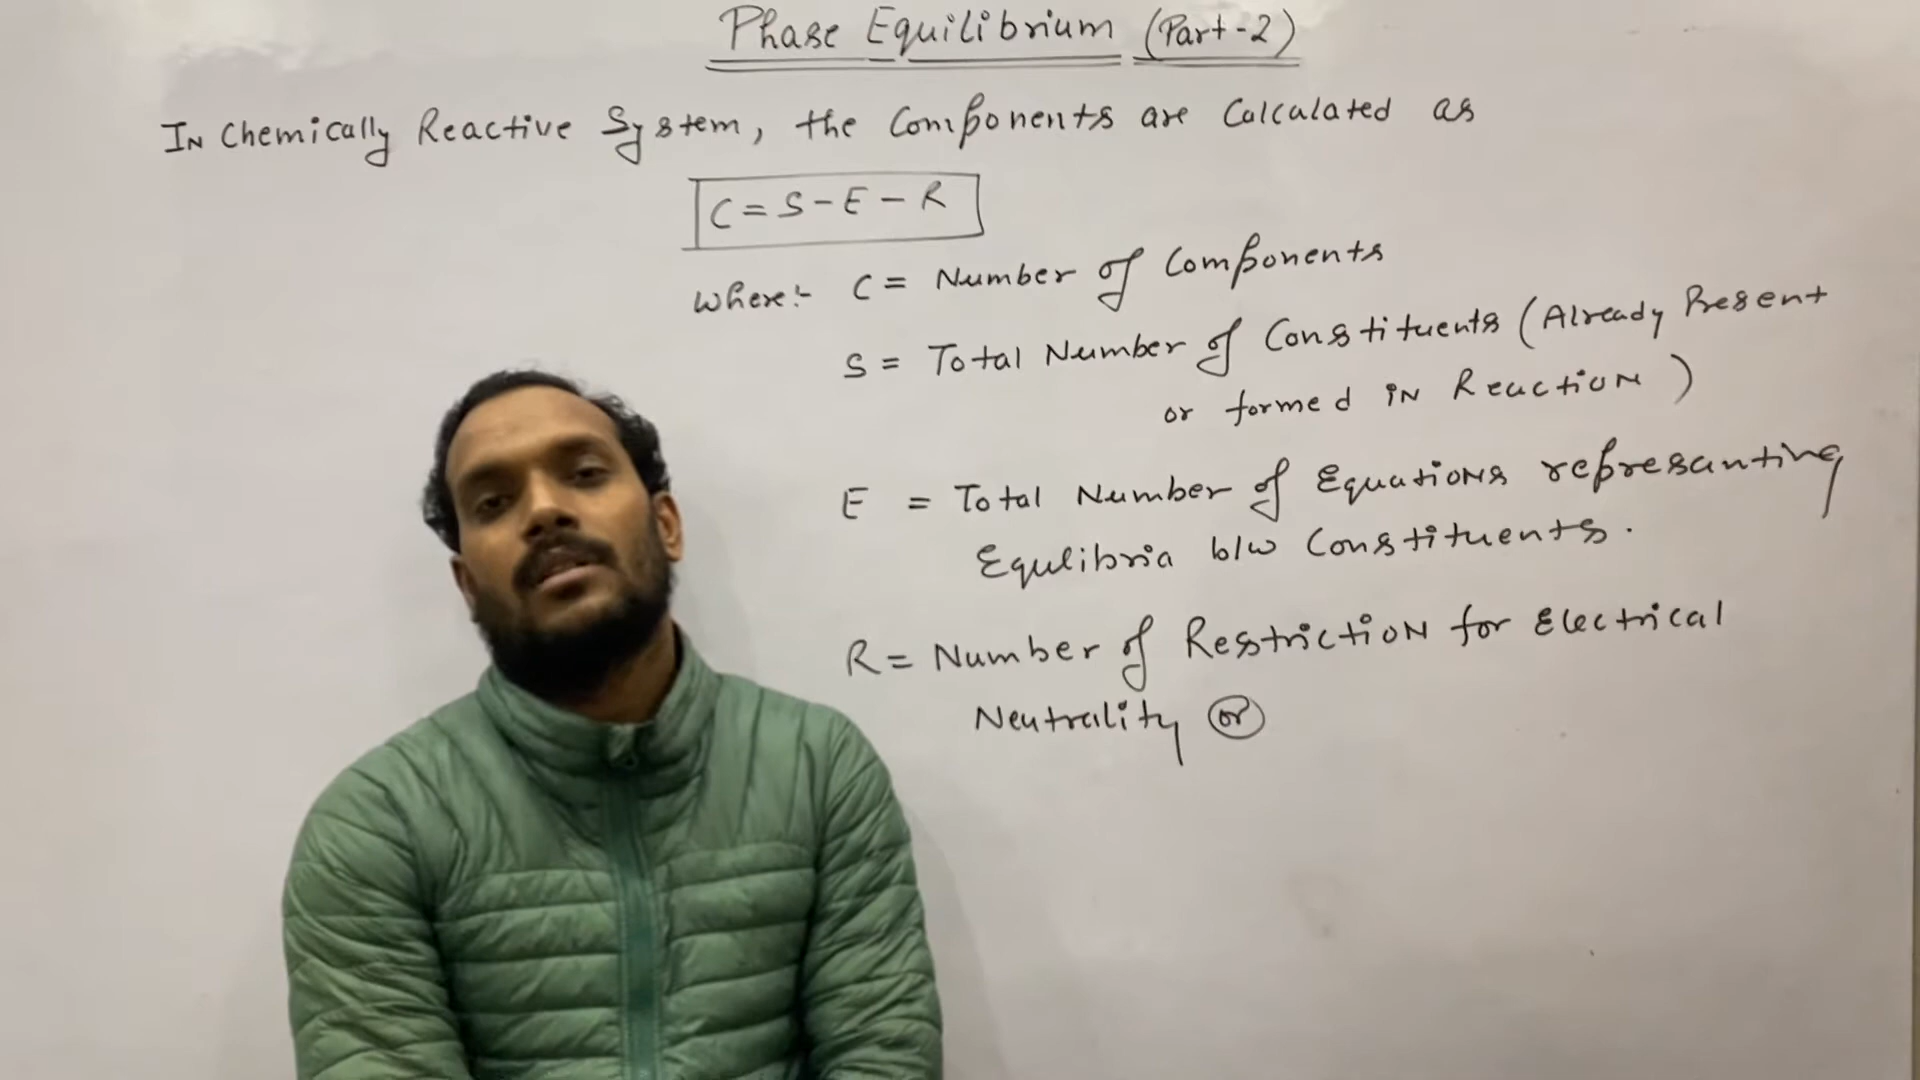 Phase Equilibrium (Part-2)
IN Chemically Reactive System, the Components are Calculated as
C = S - E - R
Where:- C = Number of Components
S = Total Number of Constituents (Already Present
or formed in Reaction)
E = Total Number of Equations represanting
Equlibria b/w Constituents.
R = Number of Restriction for Electrical
Neutrality or